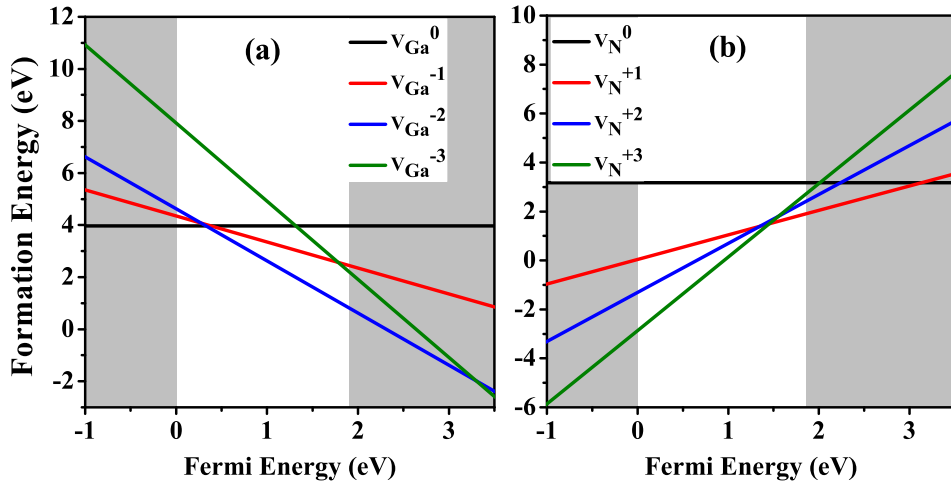 (a)
V_Ga^0
V_Ga^-1
V_Ga^-2
V_Ga^-3
12
10
8
6
4
2
0
-2
-1 0 1 2 3
Formation Energy (eV)
Fermi Energy (eV)
(b)
V_N^0
V_N^+1
V_N^+2
V_N^+3
10
8
6
4
2
0
-2
-4
-6
-1 0 1 2 3
Fermi Energy (eV)